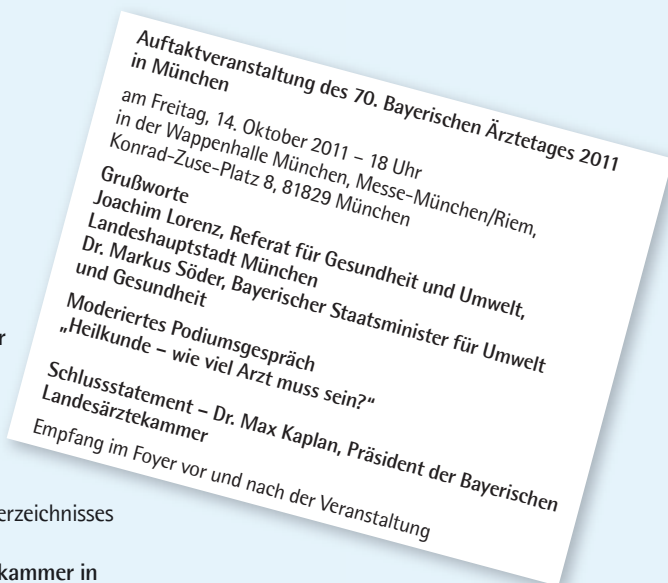 Auftaktveranstaltung des 70. Bayerischen Ärztetages 2011
in München
am Freitag, 14. Oktober 2011 – 18 Uhr
in der Wappenhalle München, Messe-München/Riem,
Konrad-Zuse-Platz 8, 81829 München
Grußworte
Joachim Lorenz, Referat für Gesundheit und Umwelt,
Landeshauptstadt München
Dr. Markus Söder, Bayerischer Staatsminister für Umwelt
und Gesundheit
Moderiertes Podiumsgespräch
„Heilkunde – wie viel Arzt muss sein?“
Schlussstatement – Dr. Max Kaplan, Präsident der Bayerischen
Landesärztekammer
Empfang im Foyer vor und nach der Veranstaltung
r
erzeichnisses
kammer in